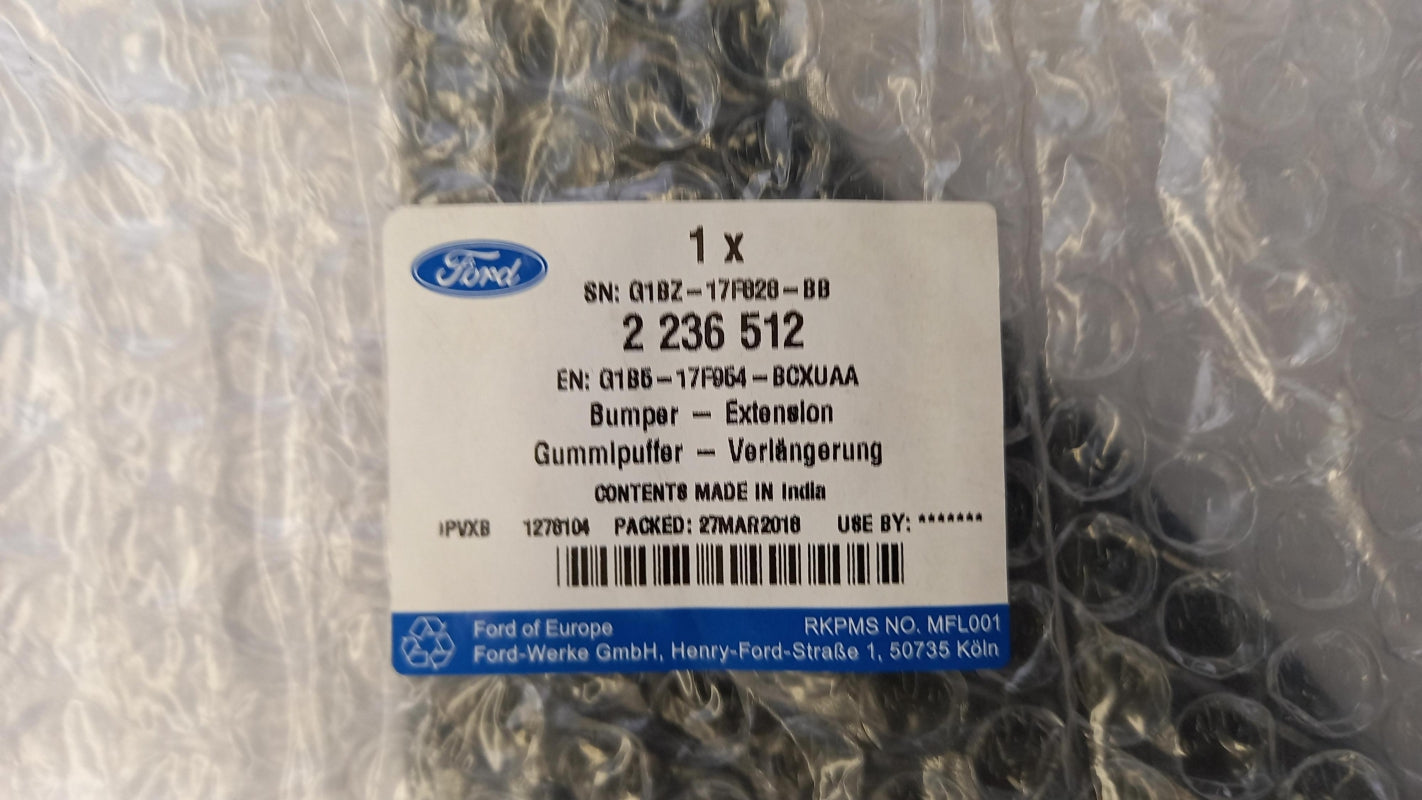 Ford
1 x
SN: G1BZ-17F828-BB
2 236 512
EN: G1B5-17F954-BCXUAA
Bumper - Extension
Gummipuffer - Verlängerung
CONTENTS MADE IN India
1278104 PACKED: 27MAR2018 USE BY: *******
Ford of Europe RKPMS NO. MFL001
Ford-Werke GmbH, Henry-Ford-Straße 1, 50735 Köln